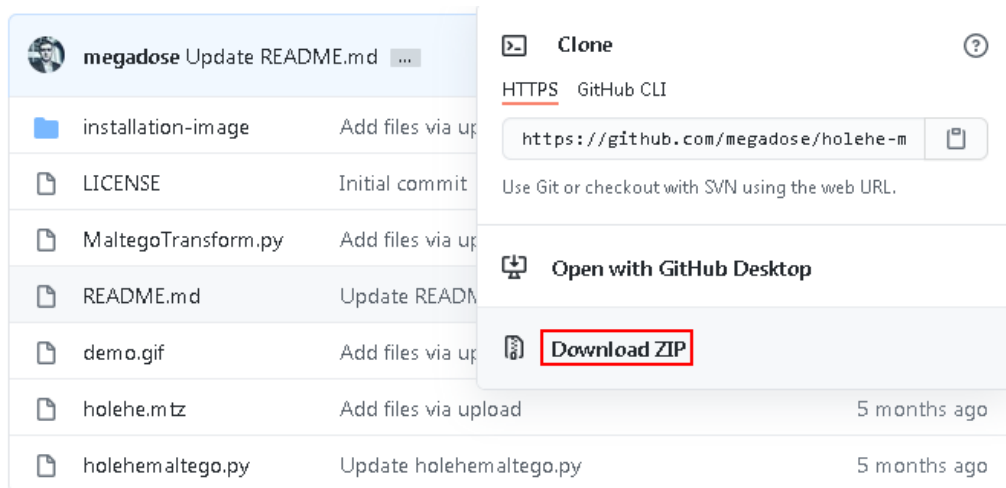 megadose Update README.md ...
installation-image Add files via up
LICENSE Initial commit
MaltegoTransform.py Add files via up
README.md Update READM
demo.gif Add files via up
holehe.mtz Add files via upload 5 months ago
holehemaltego.py Update holehemaltego.py 5 months ago
Clone
HTTPS GitHub CLI
https://github.com/megadose/holehe-m
Use Git or checkout with SVN using the web URL.
Open with GitHub Desktop
Download ZIP